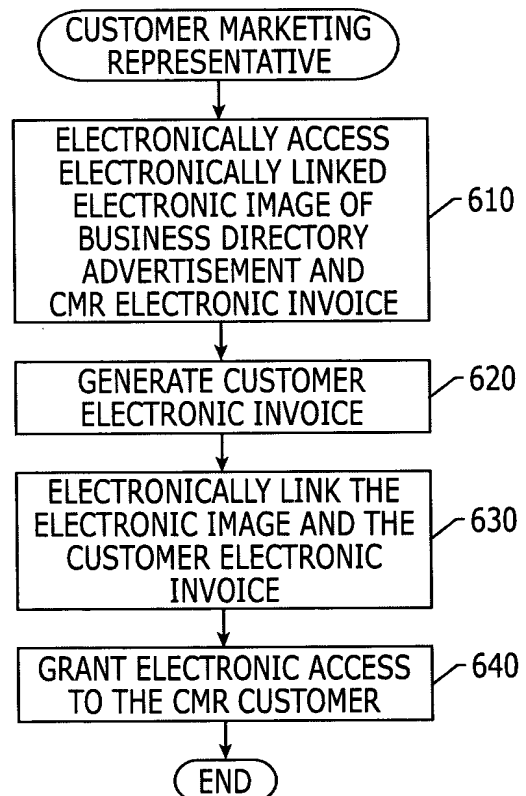 CUSTOMER MARKETING
REPRESENTATIVE
ELECTRONICALLY ACCESS
ELECTRONICALLY LINKED
ELECTRONIC IMAGE OF
BUSINESS DIRECTORY
ADVERTISEMENT AND
CMR ELECTRONIC INVOICE
610
GENERATE CUSTOMER
ELECTRONIC INVOICE
620
ELECTRONICALLY LINK THE
ELECTRONIC IMAGE AND THE
CUSTOMER ELECTRONIC
INVOICE
630
GRANT ELECTRONIC ACCESS
TO THE CMR CUSTOMER
640
END